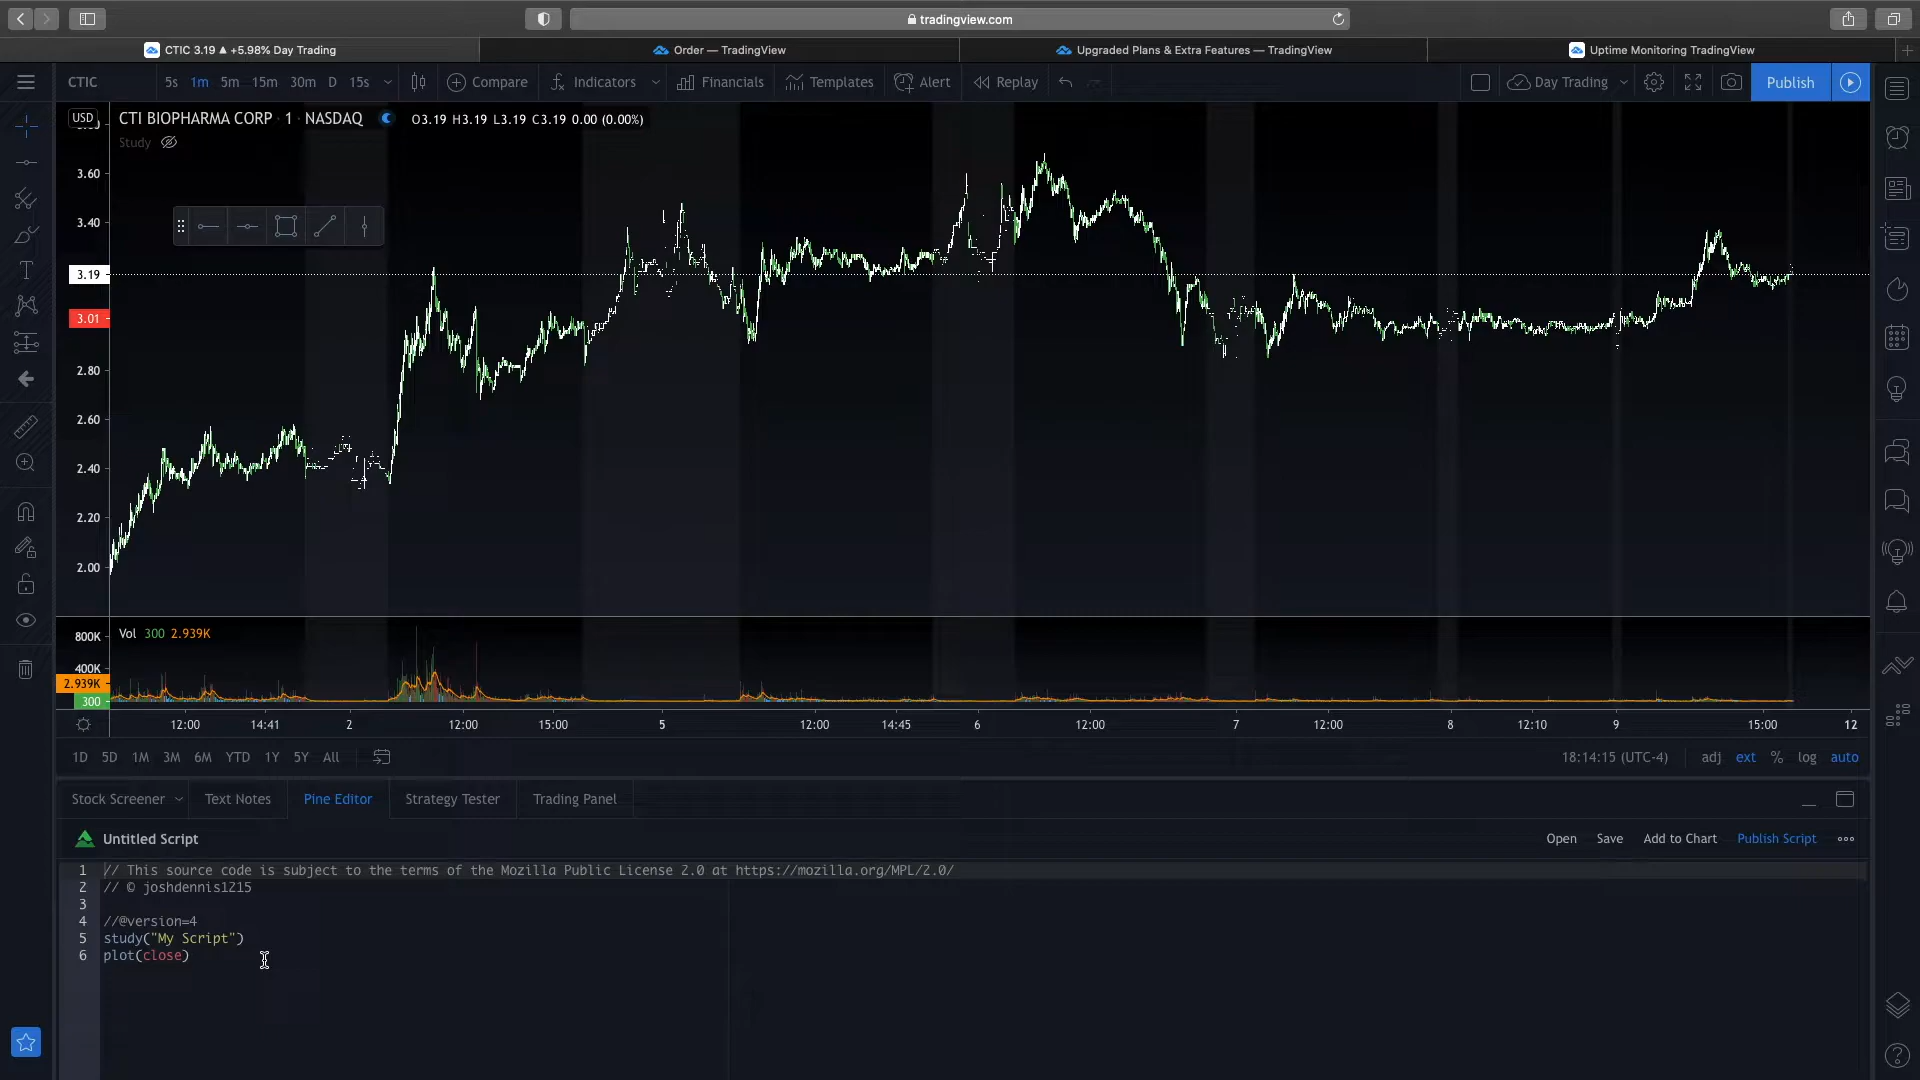 tradingview.com
CTIC 3.19 ▲ +5.98% Day Trading
Order — TradingView
Upgraded Plans & Extra Features — TradingView
Uptime Monitoring TradingView
CTIC 5s 1m 5m 15m 30m D 15s Compare Indicators Financials Templates Alert Replay Day Trading Publish
USD CTI BIOPHARMA CORP · 1 · NASDAQ O3.19 H3.19 L3.19 C3.19 0.00 (0.00%)
Study
3.60
3.40
3.19
3.01
2.80
2.60
2.40
2.20
2.00
Vol 300 2.939K
800K
400K
2.939K
300
12:00 14:41 2 12:00 15:00 5 12:00 14:45 6 12:00 7 12:00 8 12:10 9 15:00 12
1D 5D 1M 3M 6M YTD 1Y 5Y All 18:14:15 (UTC-4) adj ext % log auto
Stock Screener Text Notes Pine Editor Strategy Tester Trading Panel
Untitled Script Open Save Add to Chart Publish Script
1 // This source code is subject to the terms of the Mozilla Public License 2.0 at https://mozilla.org/MPL/2.0/
2 // © joshdennis1215
3
4 //@version=4
5 study("My Script")
6 plot(close)